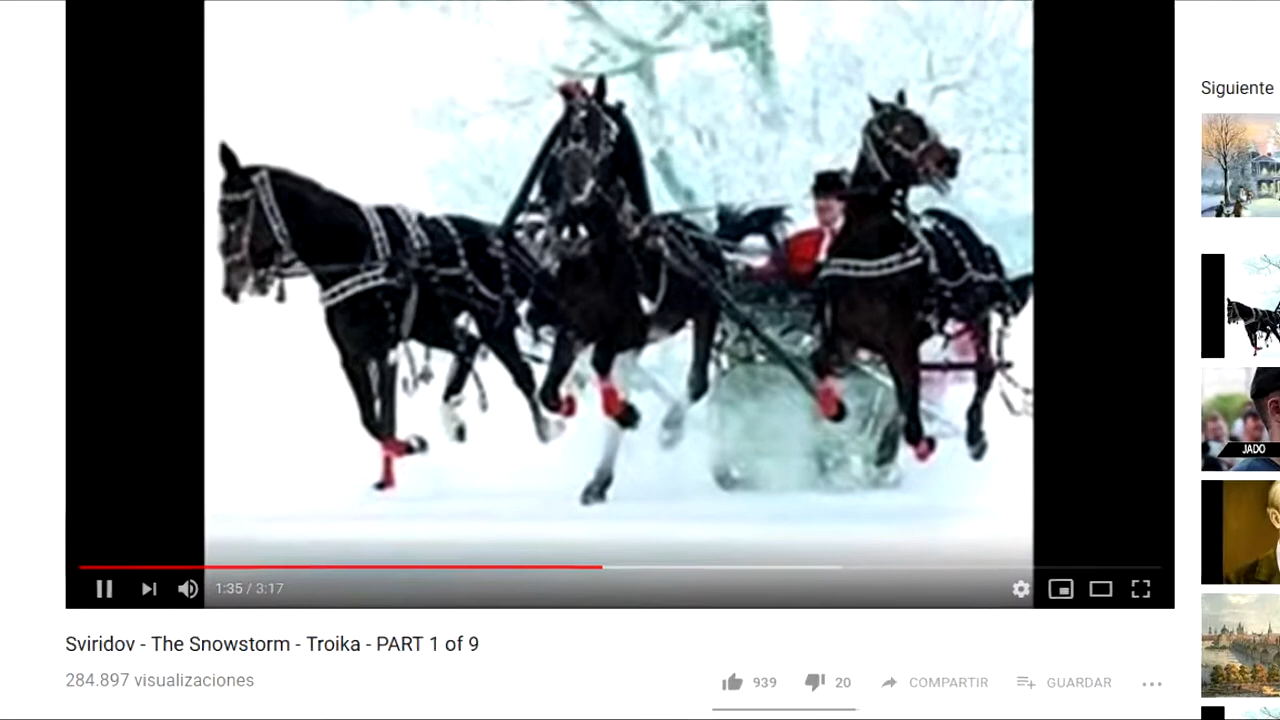 Siguiente
JADO
1:35 / 3:17
Sviridov - The Snowstorm - Troika - PART 1 of 9
284.897 visualizaciones
939 20 COMPARTIR GUARDAR